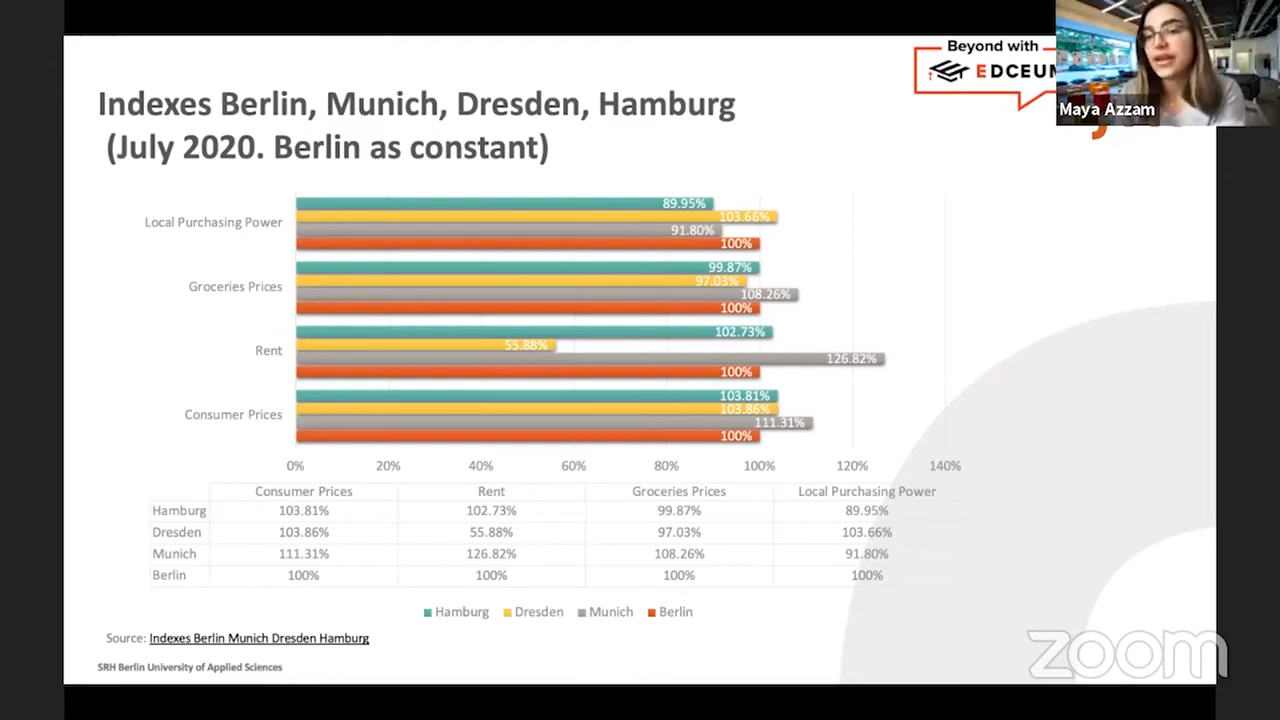 Beyond with
EDCEUM
Maya Azzam
Indexes Berlin, Munich, Dresden, Hamburg
(July 2020. Berlin as constant)
Local Purchasing Power
89.95%
103.66%
91.80%
100%
Groceries Prices
99.87%
97.03%
108.26%
100%
Rent
102.73%
55.88%
126.82%
100%
Consumer Prices
103.81%
103.86%
111.31%
100%
0% 20% 40% 60% 80% 100% 120% 140%
Consumer Prices Rent Groceries Prices Local Purchasing Power
Hamburg 103.81% 102.73% 99.87% 89.95%
Dresden 103.86% 55.88% 97.03% 103.66%
Munich 111.31% 126.82% 108.26% 91.80%
Berlin 100% 100% 100% 100%
Hamburg Dresden Munich Berlin
Source: Indexes Berlin Munich Dresden Hamburg
SRH Berlin University of Applied Sciences
zoom